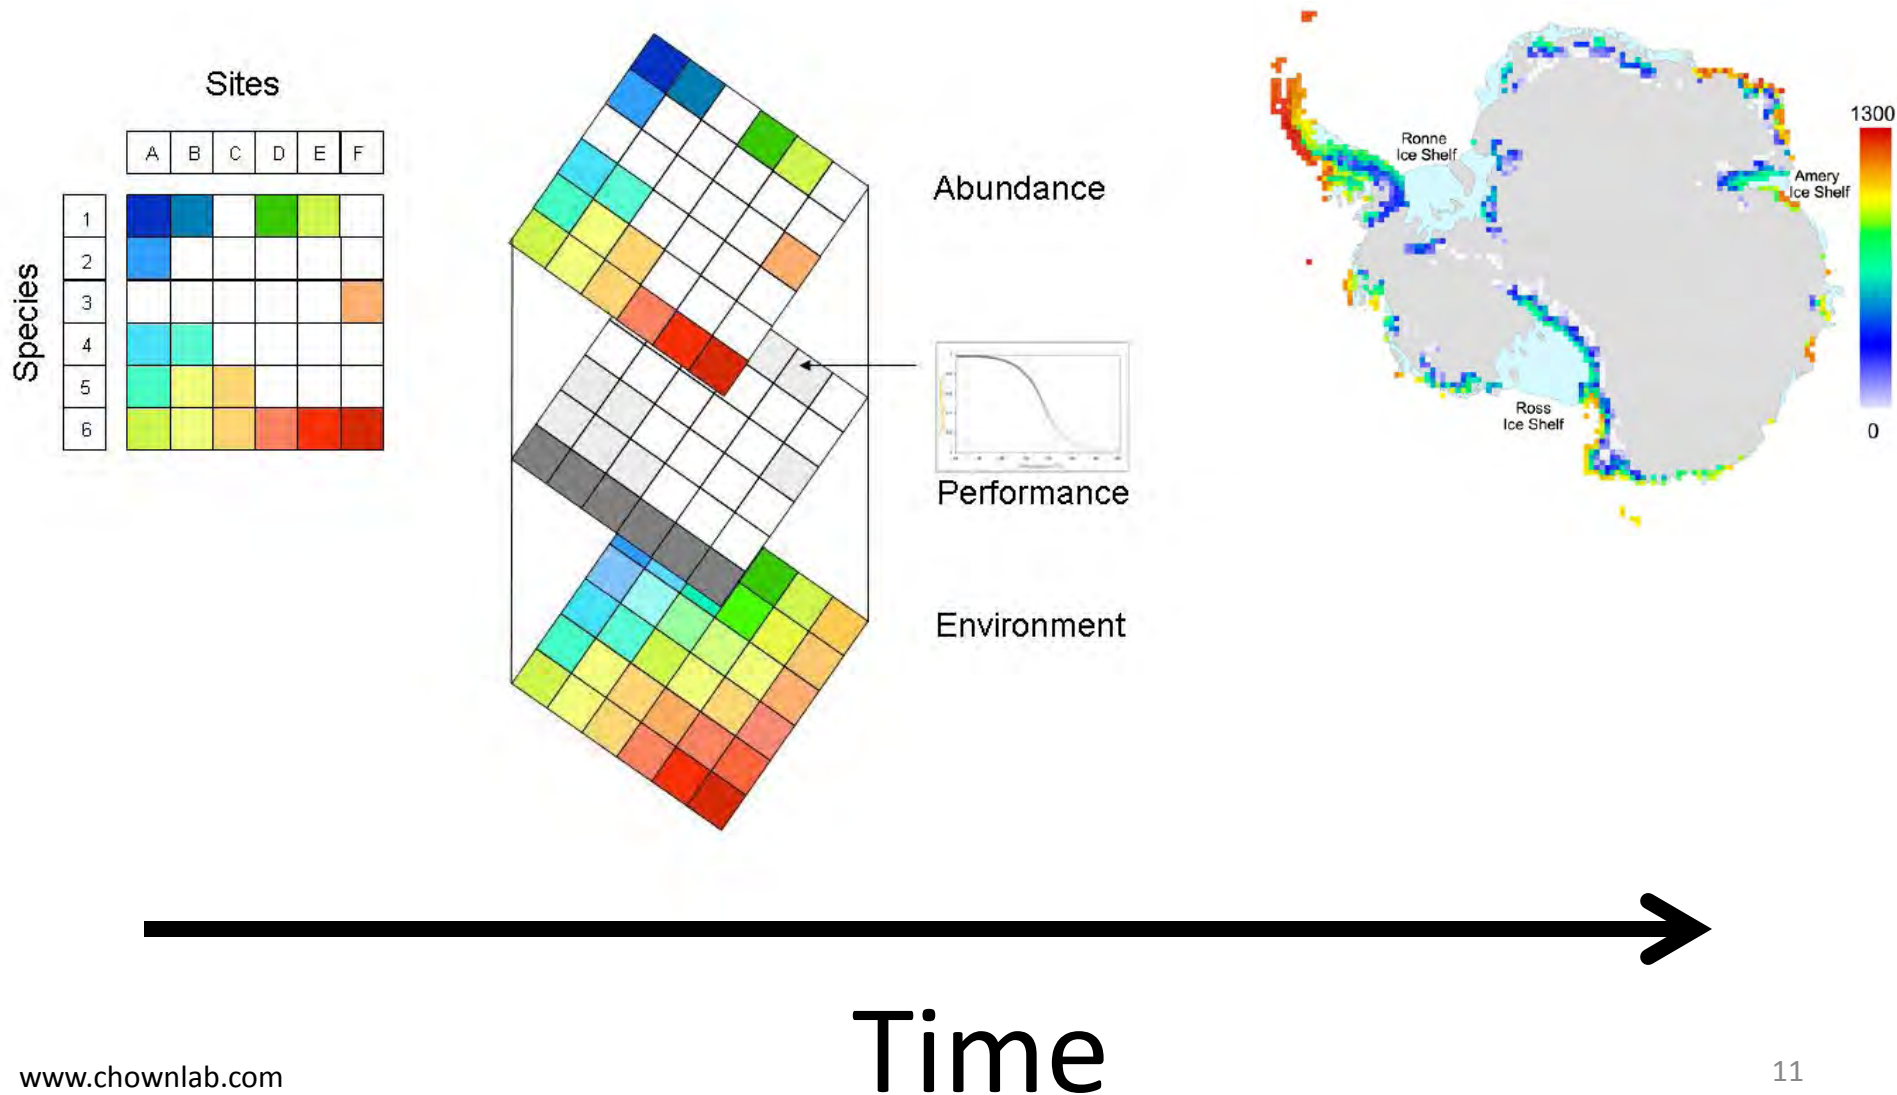 Sites
A B C D E F
Species
1
2
3
4
5
6
Abundance
Performance
Environment
Ronne
Ice Shelf
Amery
Ice Shelf
Ross
Ice Shelf
1300
0
Time
www.chownlab.com
11